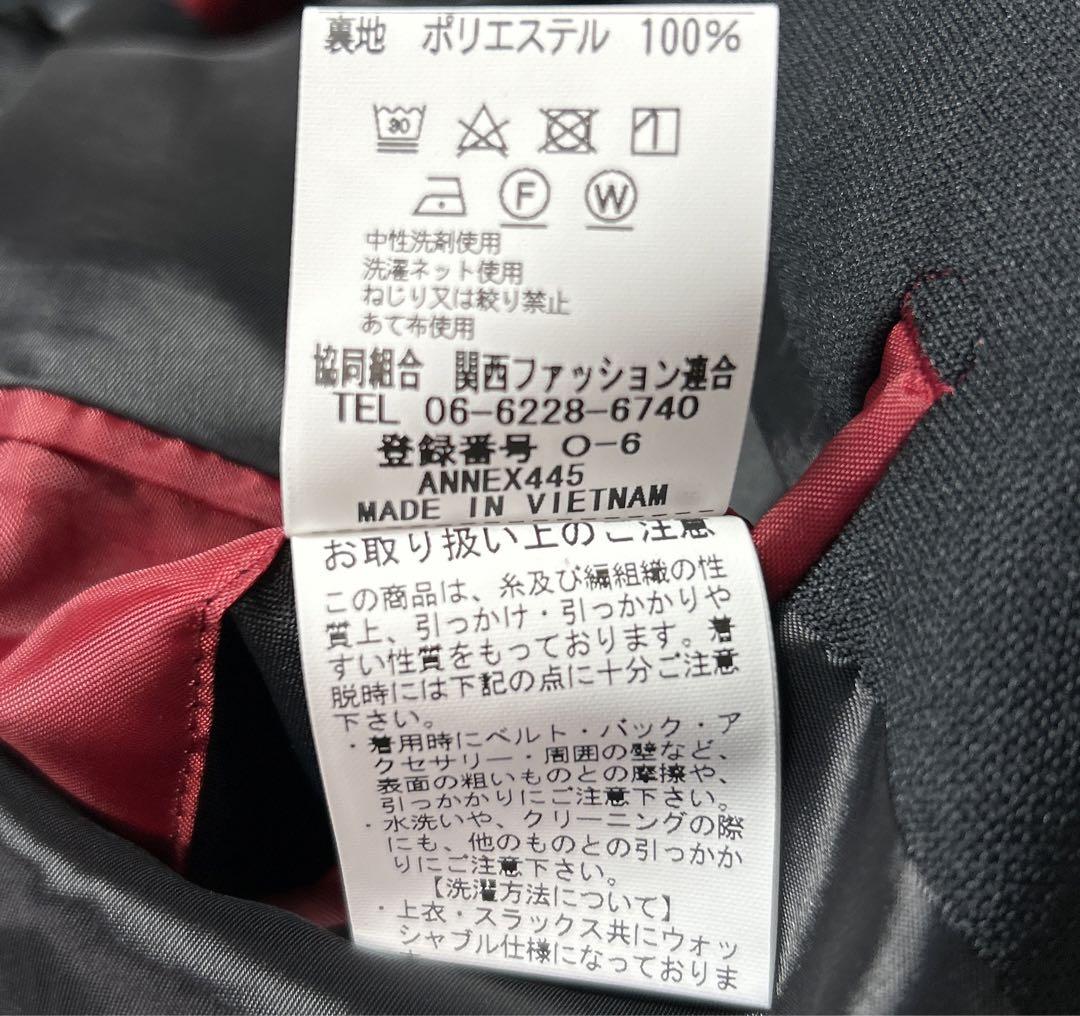 裏地 ポリエステル 100%
30
F W
中性洗剤使用
洗濯ネット使用
ねじり又は絞り禁止
あて布使用
協同組合 関西ファッション連合
TEL 06-6228-6740
登録番号 O-6
ANNEX445
MADE IN VIETNAM
お取り扱い上のご注意
この商品は、糸及び編組織の性
質上、引っかけ・引っかかりや
すい性質をもっております。着
脱時には下記の点に十分ご注意
下さい。
・着用時にベルト・バック・ア
クセサリー・周囲の壁など、
表面の粗いものとの摩擦や、
引っかかりにご注意下さい。
・水洗いや、クリーニングの際
にも、他のものとの引っかか
りにご注意下さい。
【洗濯方法について】
・上衣・スラックス共にウォッ
シャブル仕様になっておりま